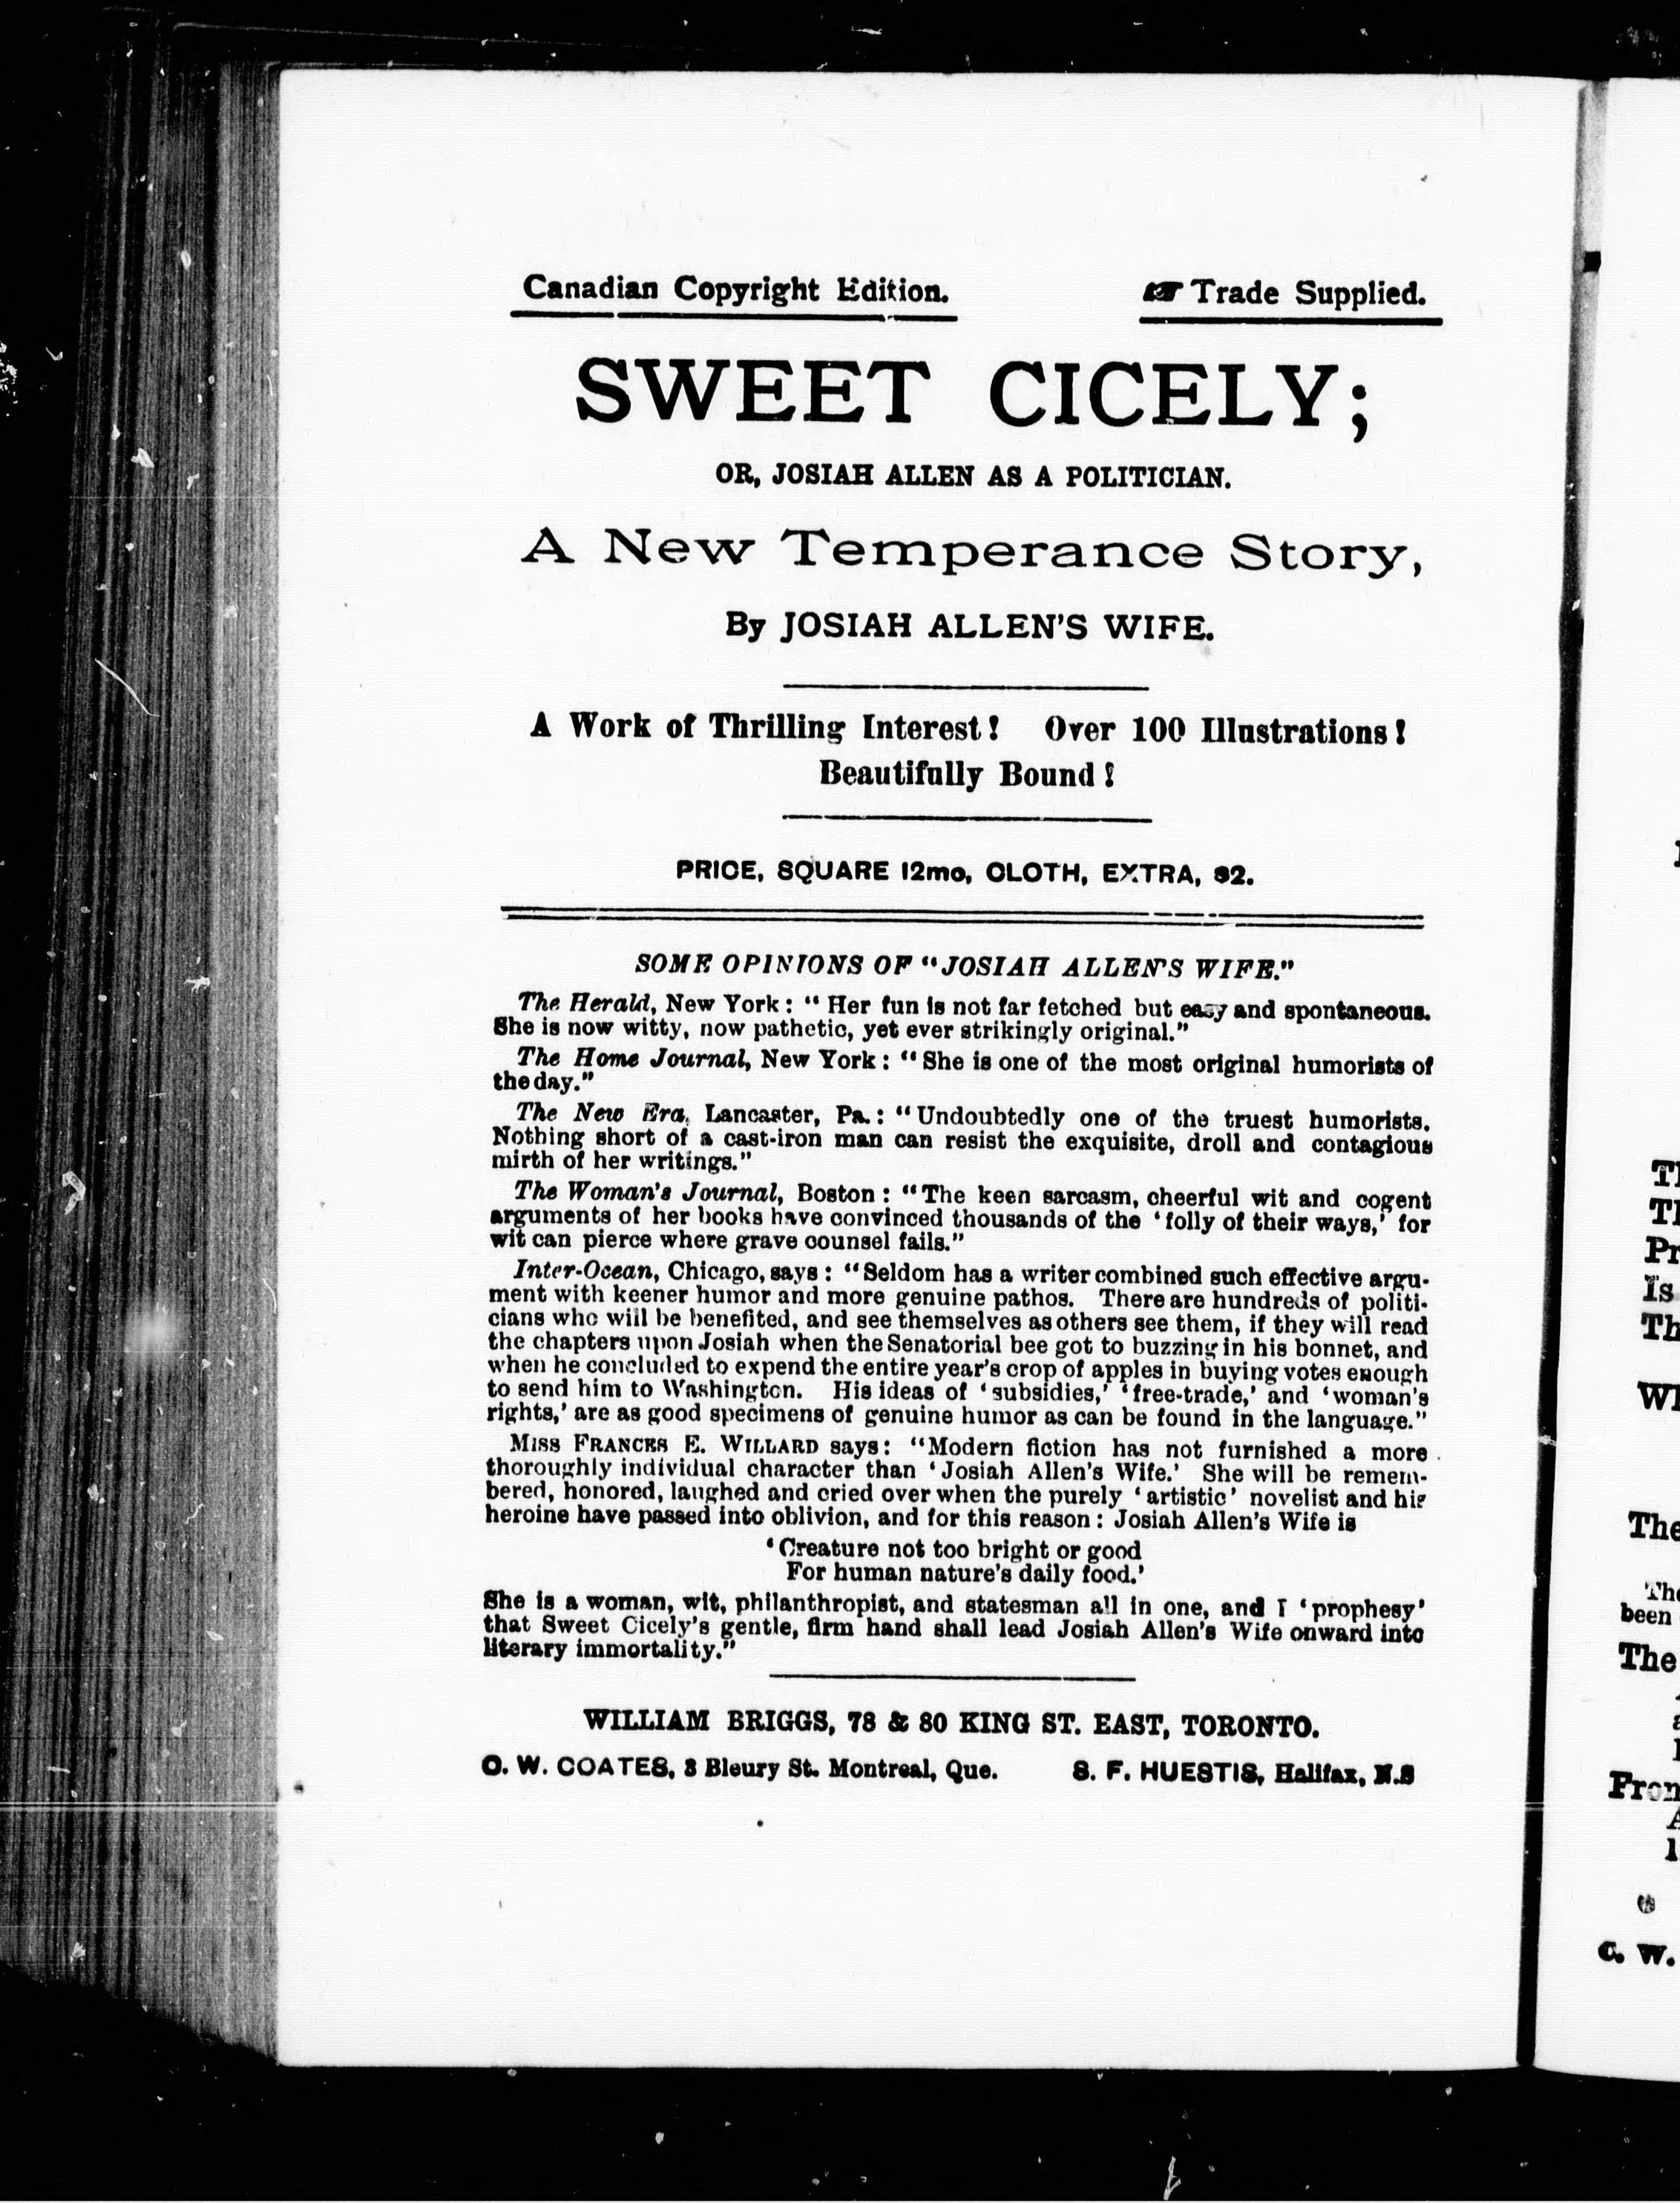 Canadian Copyright Edition. ☞ Trade Supplied.
SWEET CICELY;
OR, JOSIAH ALLEN AS A POLITICIAN.
A New Temperance Story,
By JOSIAH ALLEN'S WIFE.
A Work of Thrilling Interest! Over 100 Illustrations!
Beautifully Bound!
PRICE, SQUARE 12mo, CLOTH, EXTRA, $2.
SOME OPINIONS OF "JOSIAH ALLEN'S WIFE."
The Herald, New York: "Her fun is not far fetched but easy and spontaneous.
She is now witty, now pathetic, yet ever strikingly original."
The Home Journal, New York: "She is one of the most original humorists of
the day."
The New Era, Lancaster, Pa.: "Undoubtedly one of the truest humorists.
Nothing short of a cast-iron man can resist the exquisite, droll and contagious
mirth of her writings."
The Woman's Journal, Boston: "The keen sarcasm, cheerful wit and cogent
arguments of her books have convinced thousands of the 'folly of their ways,' for
wit can pierce where grave counsel fails."
Inter-Ocean, Chicago, says: "Seldom has a writer combined such effective argu-
ment with keener humor and more genuine pathos. There are hundreds of politi-
cians who will be benefited, and see themselves as others see them, if they will read
the chapters upon Josiah when the Senatorial bee got to buzzing in his bonnet, and
when he concluded to expend the entire year's crop of apples in buying votes enough
to send him to Washington. His ideas of 'subsidies,' 'free-trade,' and 'woman's
rights,' are as good specimens of genuine humor as can be found in the language."
MISS FRANCES E. WILLARD says: "Modern fiction has not furnished a more
thoroughly individual character than 'Josiah Allen's Wife.' She will be remem-
bered, honored, laughed and cried over when the purely 'artistic' novelist and his
heroine have passed into oblivion, and for this reason: Josiah Allen's Wife is
'Creature not too bright or good
For human nature's daily food.'
She is a woman, wit, philanthropist, and statesman all in one, and I 'prophesy'
that Sweet Cicely's gentle, firm hand shall lead Josiah Allen's Wife onward into
literary immortality."
WILLIAM BRIGGS, 78 & 80 KING ST. EAST, TORONTO.
C. W. COATES, 3 Bleury St. Montreal, Que. S. F. HUESTIS, Halifax, N.S
Th
Th
Pr
Is
Th
Wh
The
The
been
The
From
C. W.